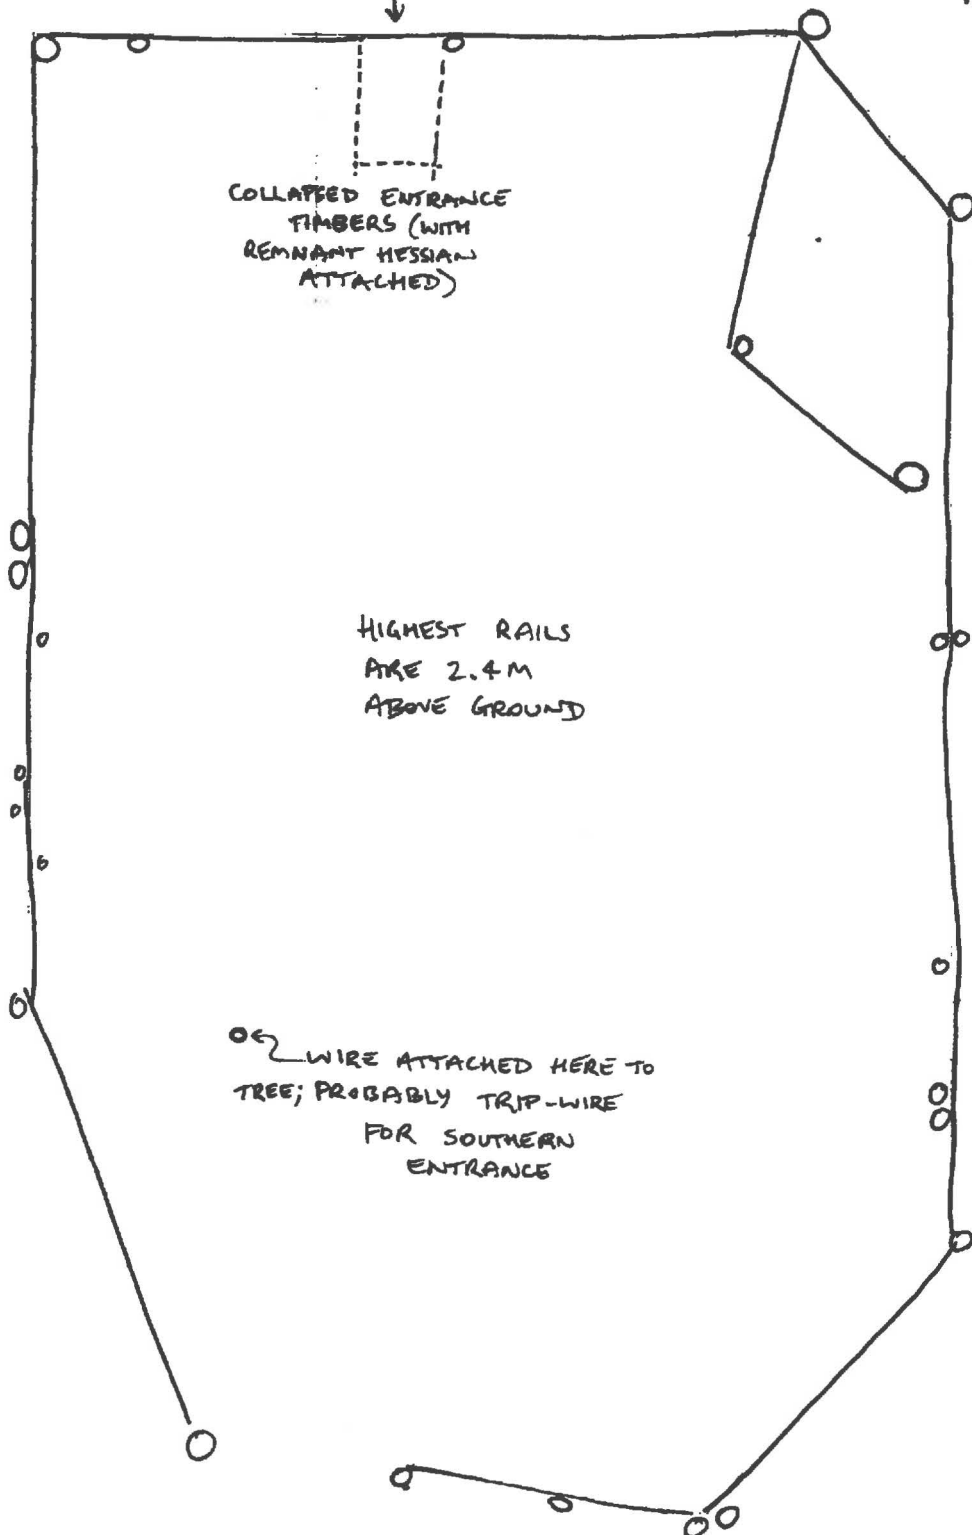 COLLAPSED ENTRANCE
TIMBERS (WITH
REMNANT HESSIAN
ATTACHED)
HIGHEST RAILS
ARE 2.4M
ABOVE GROUND
WIRE ATTACHED HERE TO
TREE; PROBABLY TRIP-WIRE
FOR SOUTHERN
ENTRANCE